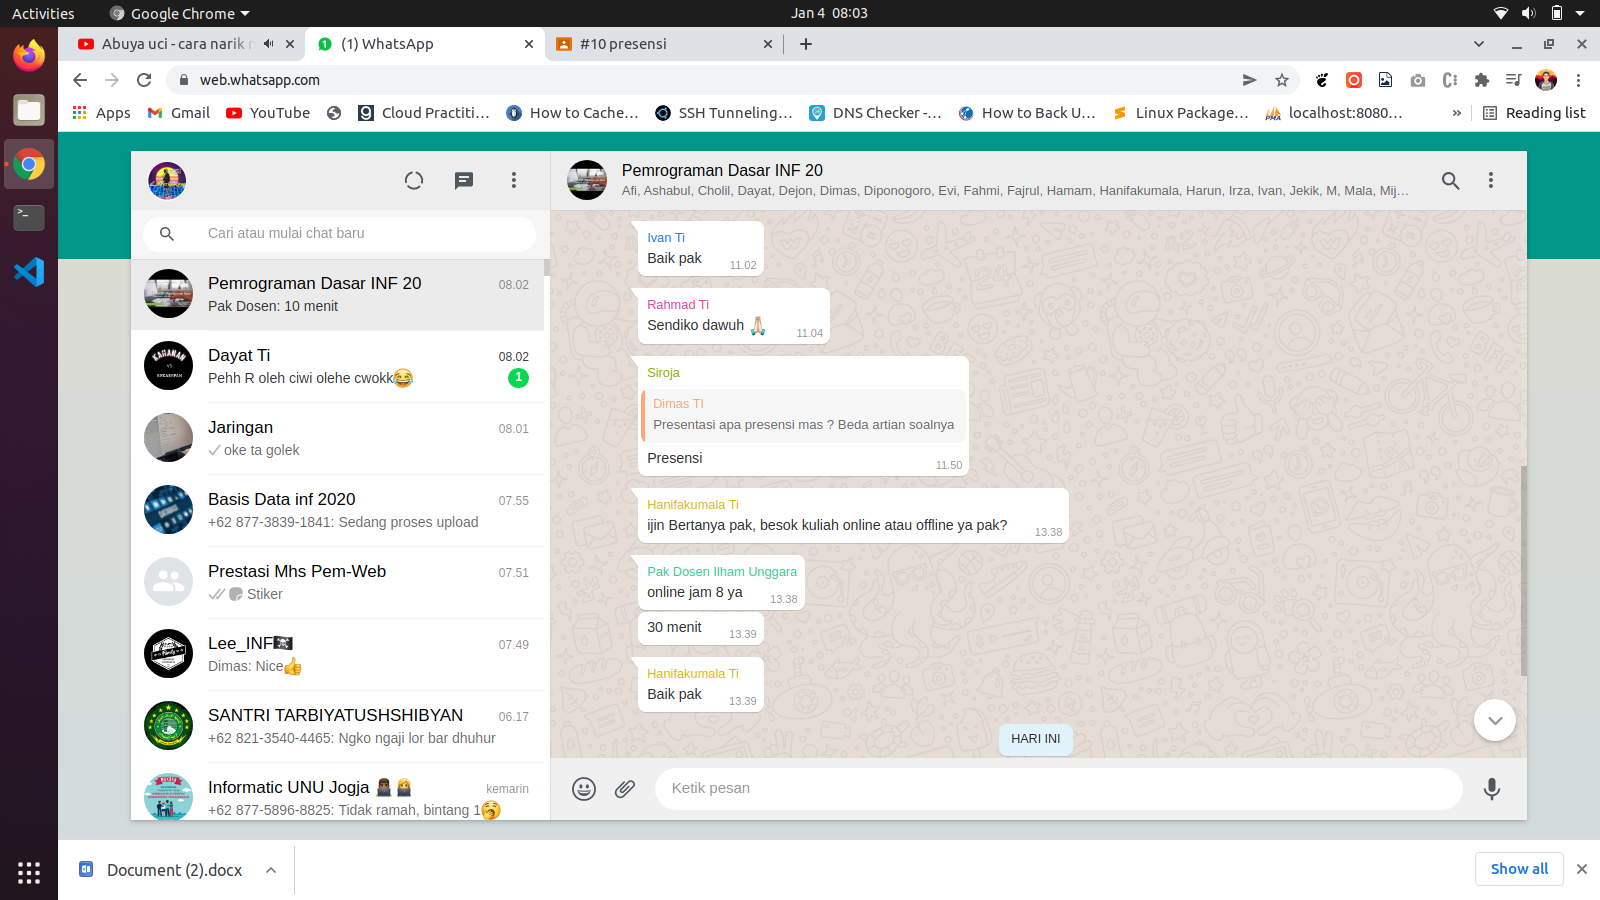 Activities
Google Chrome
Jan 4 08:03
Abuya uci - cara narik
(1) WhatsApp
#10 presensi
web.whatsapp.com
Apps
Gmail
YouTube
Cloud Practiti...
How to Cache...
SSH Tunneling...
DNS Checker -...
How to Back U...
Linux Package...
localhost:8080...
»
Reading list
Cari atau mulai chat baru
Pemrograman Dasar INF 20
08.02
Pak Dosen: 10 menit
Dayat Ti
08.02
Pehh R oleh ciwi olehe cwokk😂
1
Jaringan
08.01
oke ta golek
Basis Data inf 2020
07.55
+62 877-3839-1841: Sedang proses upload
Prestasi Mhs Pem-Web
07.51
Stiker
Lee_INF🏴‍☠️
07.49
Dimas: Nice👍
SANTRI TARBIYATUSHSHIBYAN
06.17
+62 821-3540-4465: Ngko ngaji lor bar dhuhur
Informatic UNU Jogja
kemarin
+62 877-5896-8825: Tidak ramah, bintang 1🥱
Pemrograman Dasar INF 20
Afi, Ashabul, Cholil, Dayat, Dejon, Dimas, Diponogoro, Evi, Fahmi, Fajrul, Hamam, Hanifakumala, Harun, Irza, Ivan, Jekik, M, Mala, Mij...
Ivan Ti
Baik pak
11.02
Rahmad Ti
Sendiko dawuh 🙏🏻
11.04
Siroja
Dimas TI
Presentasi apa presensi mas ? Beda artian soalnya
Presensi
11.50
Hanifakumala Ti
ijin Bertanya pak, besok kuliah online atau offline ya pak?
13.38
Pak Dosen Ilham Unggara
online jam 8 ya
13.38
30 menit
13.39
Hanifakumala Ti
Baik pak
13.39
HARI INI
Ketik pesan
Document (2).docx
Show all